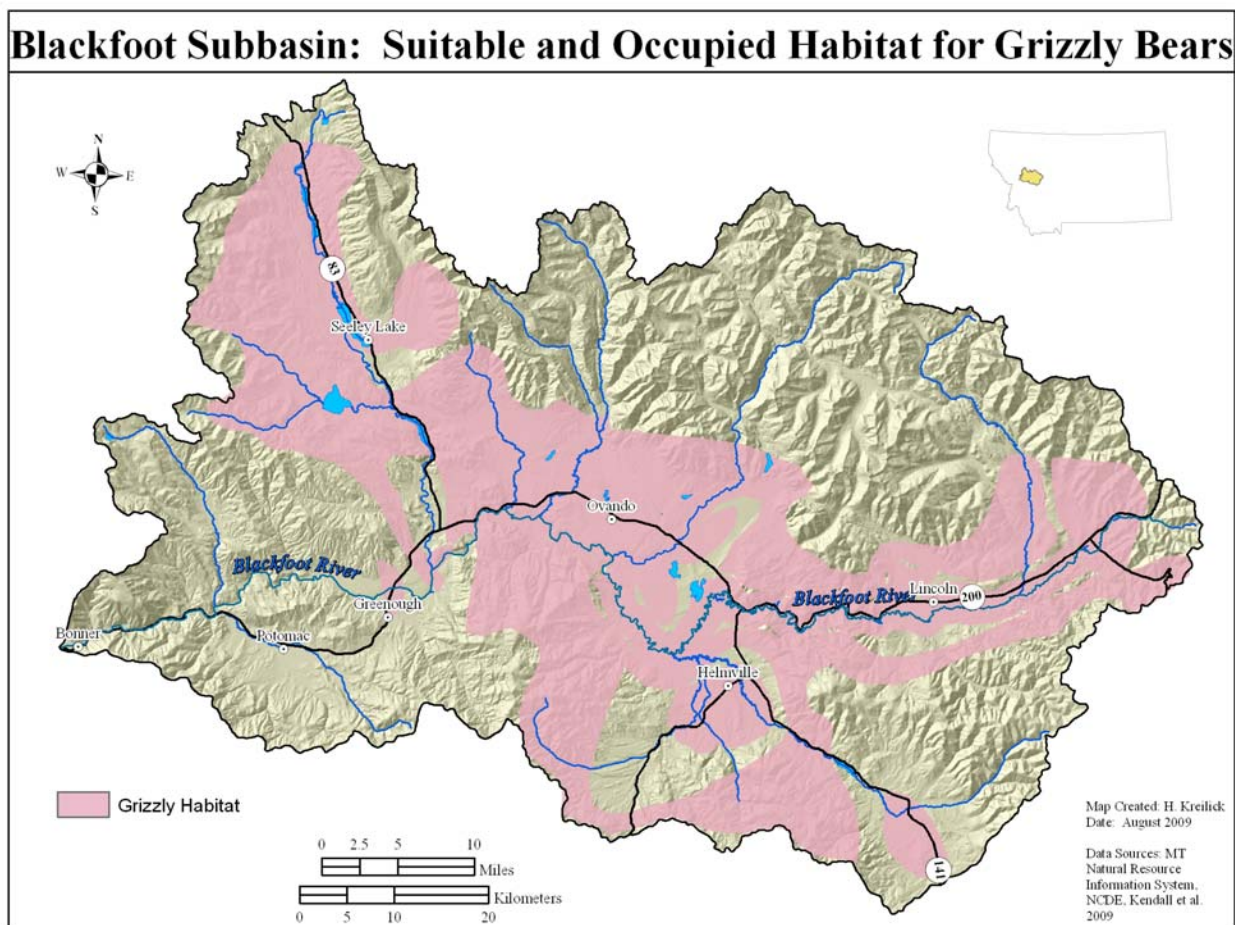 Blackfoot Subbasin:  Suitable and Occupied Habitat for Grizzly Bears
N
W
E
S
83
Seeley Lake
Ovando
Blackfoot River
Blackfoot River
Lincoln
200
Greenough
Bonner
Potomac
Helmville
141
Grizzly Habitat
0 2.5 5 10
Miles
Kilometers
0 5 10 20
Map Created: H. Kreilick
Date:  August 2009
Data Sources: MT
Natural Resource
Information System,
NCDE, Kendall et al.
2009